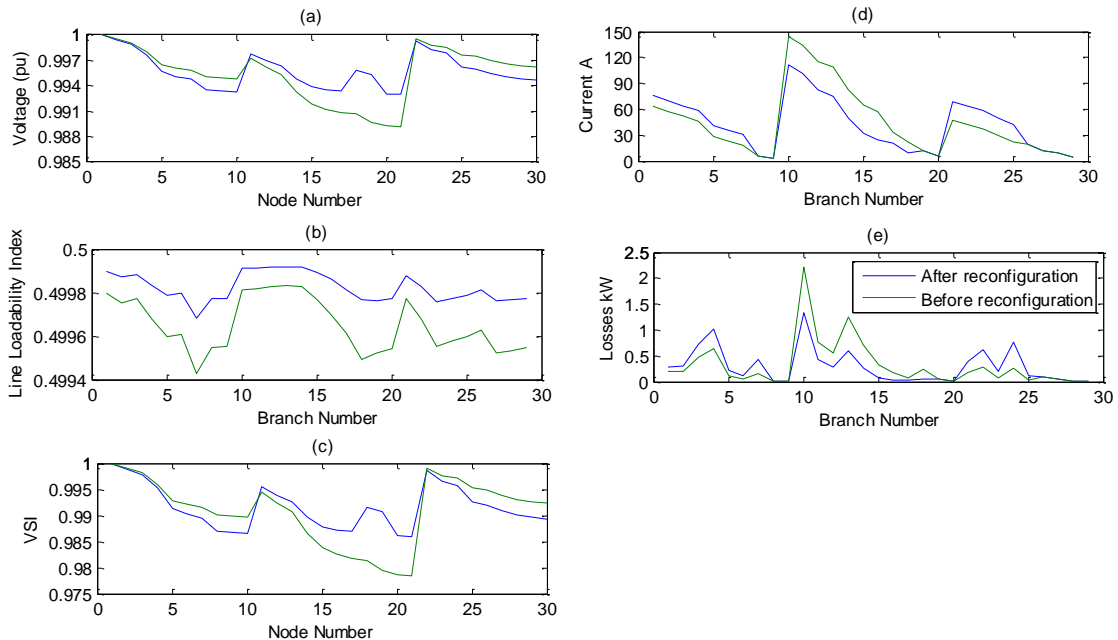 (a)
Voltage (pu)
1
0.997
0.994
0.991
0.988
0.985
0 5 10 15 20 25 30
Node Number
(b)
Line Loadability Index
0.5
0.4998
0.4996
0.4994
0 5 10 15 20 25 30
Branch Number
(c)
VSI
1
0.995
0.99
0.985
0.98
0.975
0 5 10 15 20 25 30
Node Number
(d)
Current A
150
120
90
60
30
0
0 5 10 15 20 25 30
Branch Number
(e)
Losses kW
2.5
2
1.5
1
0.5
0
0 5 10 15 20 25 30
Branch Number
After reconfiguration
Before reconfiguration